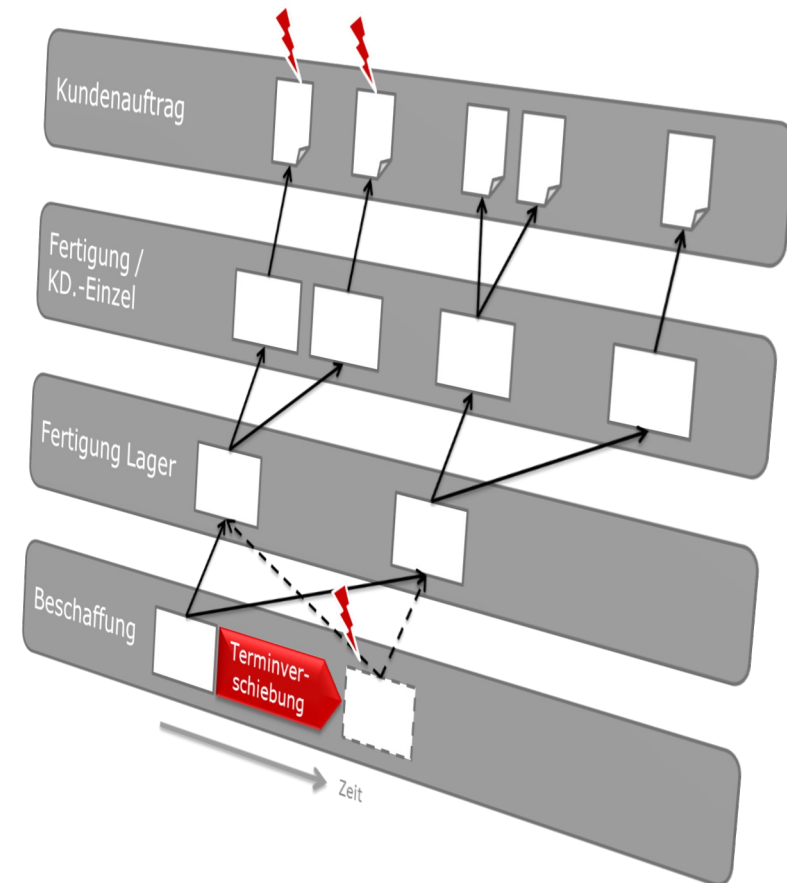 Kundenauftrag
Fertigung /
KD.-Einzel
Fertigung Lager
Beschaffung
Terminver-
schiebung
Zeit